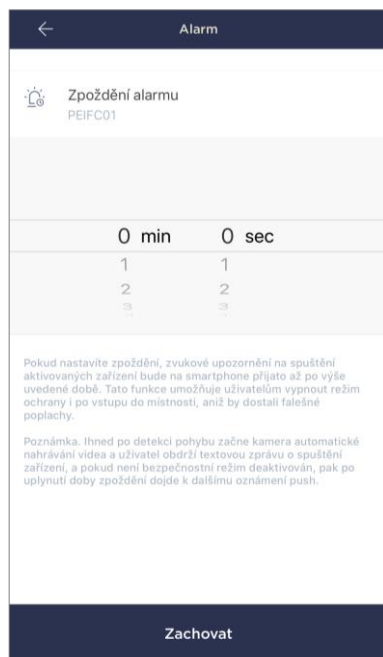 Alarm
Zpoždění alarmu
PEIFC01
0 min 0 sec
1 1
2 2
3 3
Pokud nastavíte zpoždění, zvukové upozornění na spuštění
aktivovaných zařízení bude na smartphone přijato až po výše
uvedené době. Tato funkce umožňuje uživatelům vypnout režim
ochrany i po vstupu do místnosti, aniž by dostali falešné
poplachy.
Poznámka. Ihned po detekci pohybu začne kamera automatické
nahrávání videa a uživatel obdrží textovou zprávu o spuštění
zařízení, a pokud není bezpečnostní režim deaktivován, pak po
uplynutí doby zpoždění dojde k dalšímu oznámení push.
Zachovat